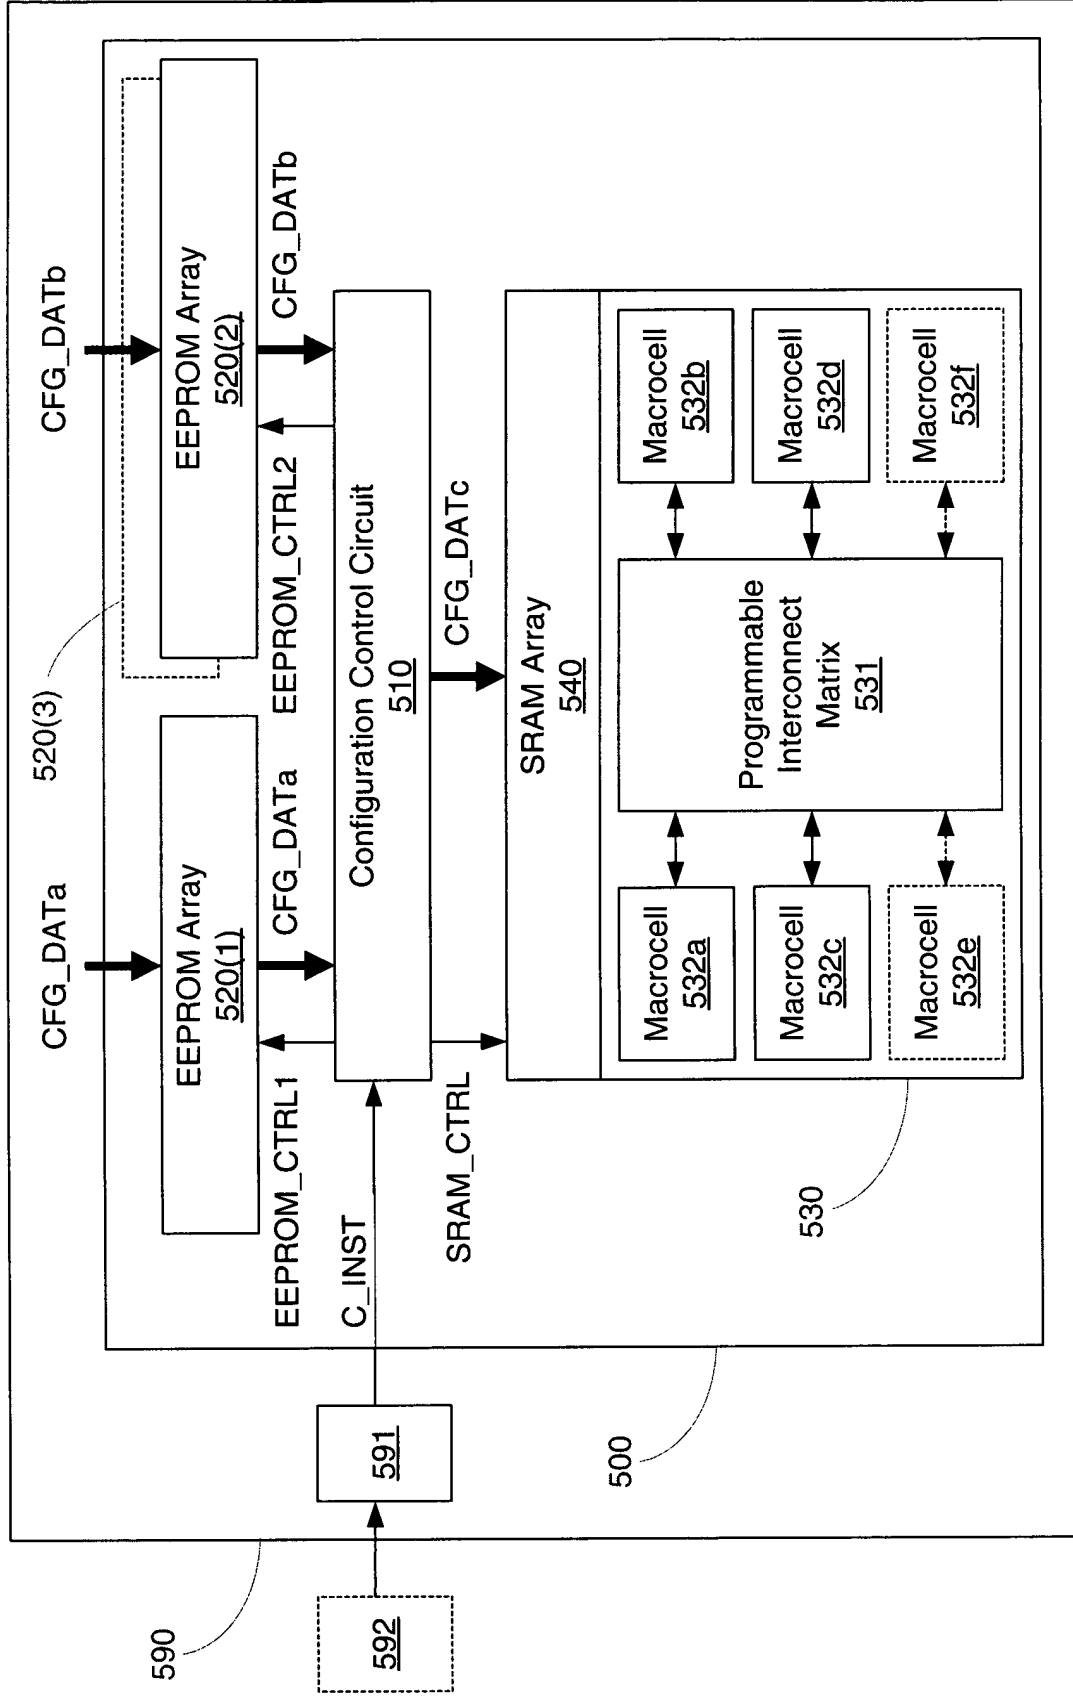 CFG_DATa
CFG_DATb
520(3)
EEPROM Array
520(1)
EEPROM Array
520(2)
EEPROM_CTRL1
CFG_DATa
EEPROM_CTRL2
CFG_DATb
C_INST
Configuration Control Circuit
510
SRAM_CTRL
CFG_DATc
SRAM Array
540
Macrocell
532a
Macrocell
532c
Macrocell
532e
Programmable
Interconnect
Matrix
531
Macrocell
532b
Macrocell
532d
Macrocell
532f
530
500
590
591
592